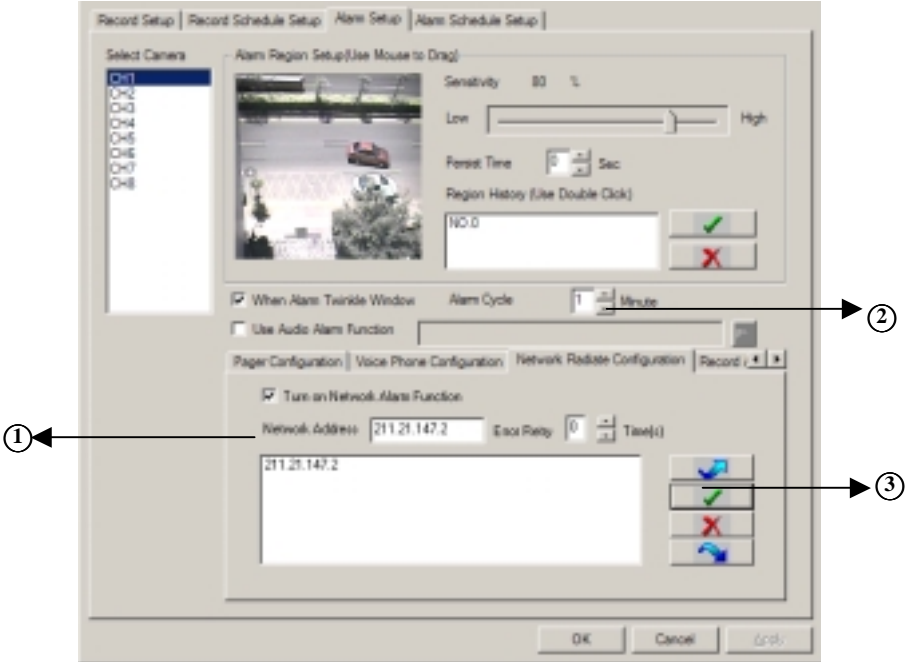 Record Setup Record Schedule Setup Alarm Setup Alarm Schedule Setup
Select Camera
CH1
CH2
CH3
CH4
CH5
CH6
CH7
CH8
Alarm Region Setup(Use Mouse to Drag)
Sensitivity 80 %
Low High
Persist Time 0 Sec
Region History (Use Double Click)
NO.0
When Alarm Twinkle Window Alarm Cycle 1 Minute
2
Use Audio Alarm Function
Pager Configuration Voice Phone Configuration Network Radiate Configuration Record
Turn on Network Alarm Function
1
Network Address 211.21.147.2 Error Retry 0 Time(s)
211.21.147.2
3
OK Cancel Apply